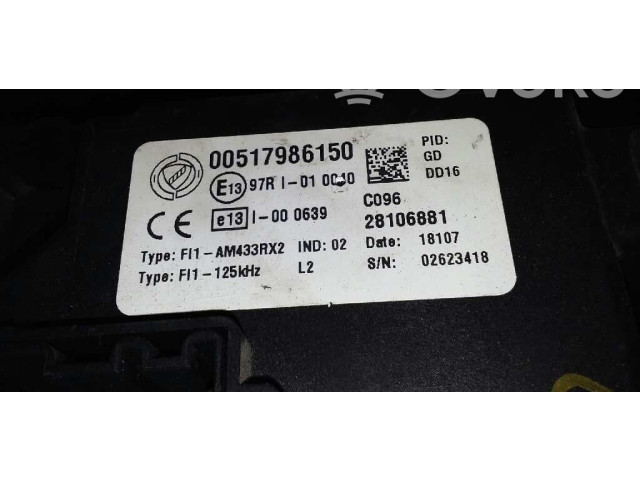 00517986150
PID:
GD
DD16
E13 97R I-01 0040
e13 I-00 0639
C096
28106881
CE
Type: FI1-AM433RX2 IND: 02 Date: 18107
Type: FI1-125kHz L2 S/N: 02623418